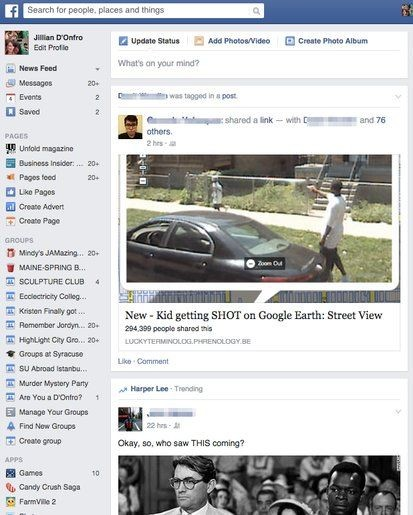 Search for people, places and things
Jillian D'Onfro
Edit Profile
News Feed
Messages 20+
Events 2
Saved 2
PAGES
Unfold magazine
Business Insider: ... 20+
Pages feed 20+
Like Pages
Create Advert
Create Page
GROUPS
Mindy's JAMazing... 20+
MAINE-SPRING B...
SCULPTURE CLUB 4
Eclectricity Colleg...
Kristen Finally got ...
Remember Jordyn... 20+
HighLight City Gro... 20+
Groups at Syracuse
SU Abroad Istanbu...
Murder Mystery Party
Are You a D'Onfro? 1
Manage Your Groups
Find New Groups
Create group
APPS
Games 10
Candy Crush Saga
FarmVille 2
Update Status
Add Photos/Video
Create Photo Album
What's on your mind?
was tagged in a post.
shared a link — with
and 76
others.
2 hrs ·
Zoom Out
New - Kid getting SHOT on Google Earth: Street View
294,399 people shared this
LUCKYTERMINOLOG.PHRENOLOGY.BE
Like · Comment
Harper Lee · Trending
22 hrs ·
Okay, so, who saw THIS coming?